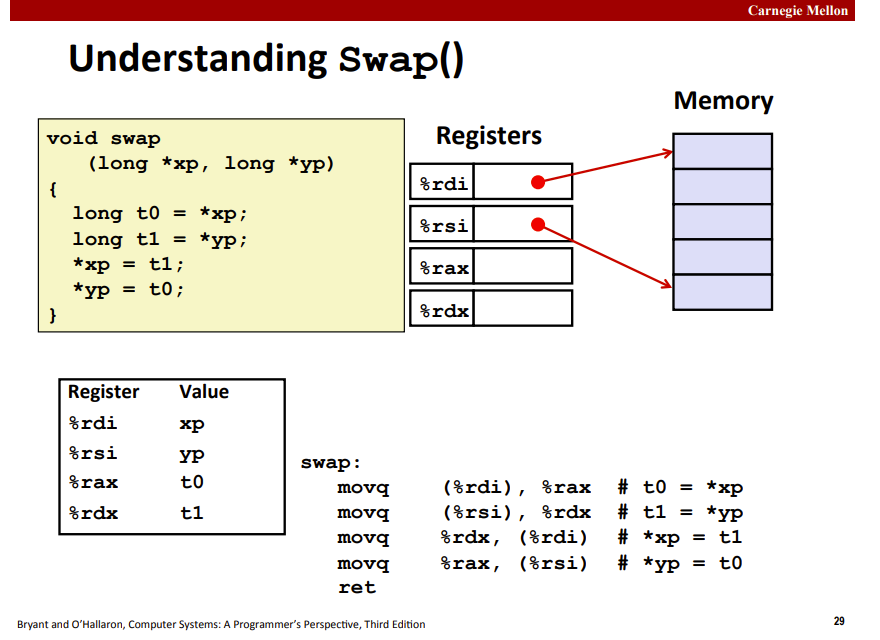 Carnegie Mellon
Understanding Swap()
void swap
(long *xp, long *yp)
{
long t0 = *xp;
long t1 = *yp;
*xp = t1;
*yp = t0;
}
Registers
%rdi
%rsi
%rax
%rdx
Memory
Register Value
%rdi xp
%rsi yp
%rax t0
%rdx t1
swap:
movq (%rdi), %rax # t0 = *xp
movq (%rsi), %rdx # t1 = *yp
movq %rdx, (%rdi) # *xp = t1
movq %rax, (%rsi) # *yp = t0
ret
Bryant and O'Hallaron, Computer Systems: A Programmer's Perspective, Third Edition
29